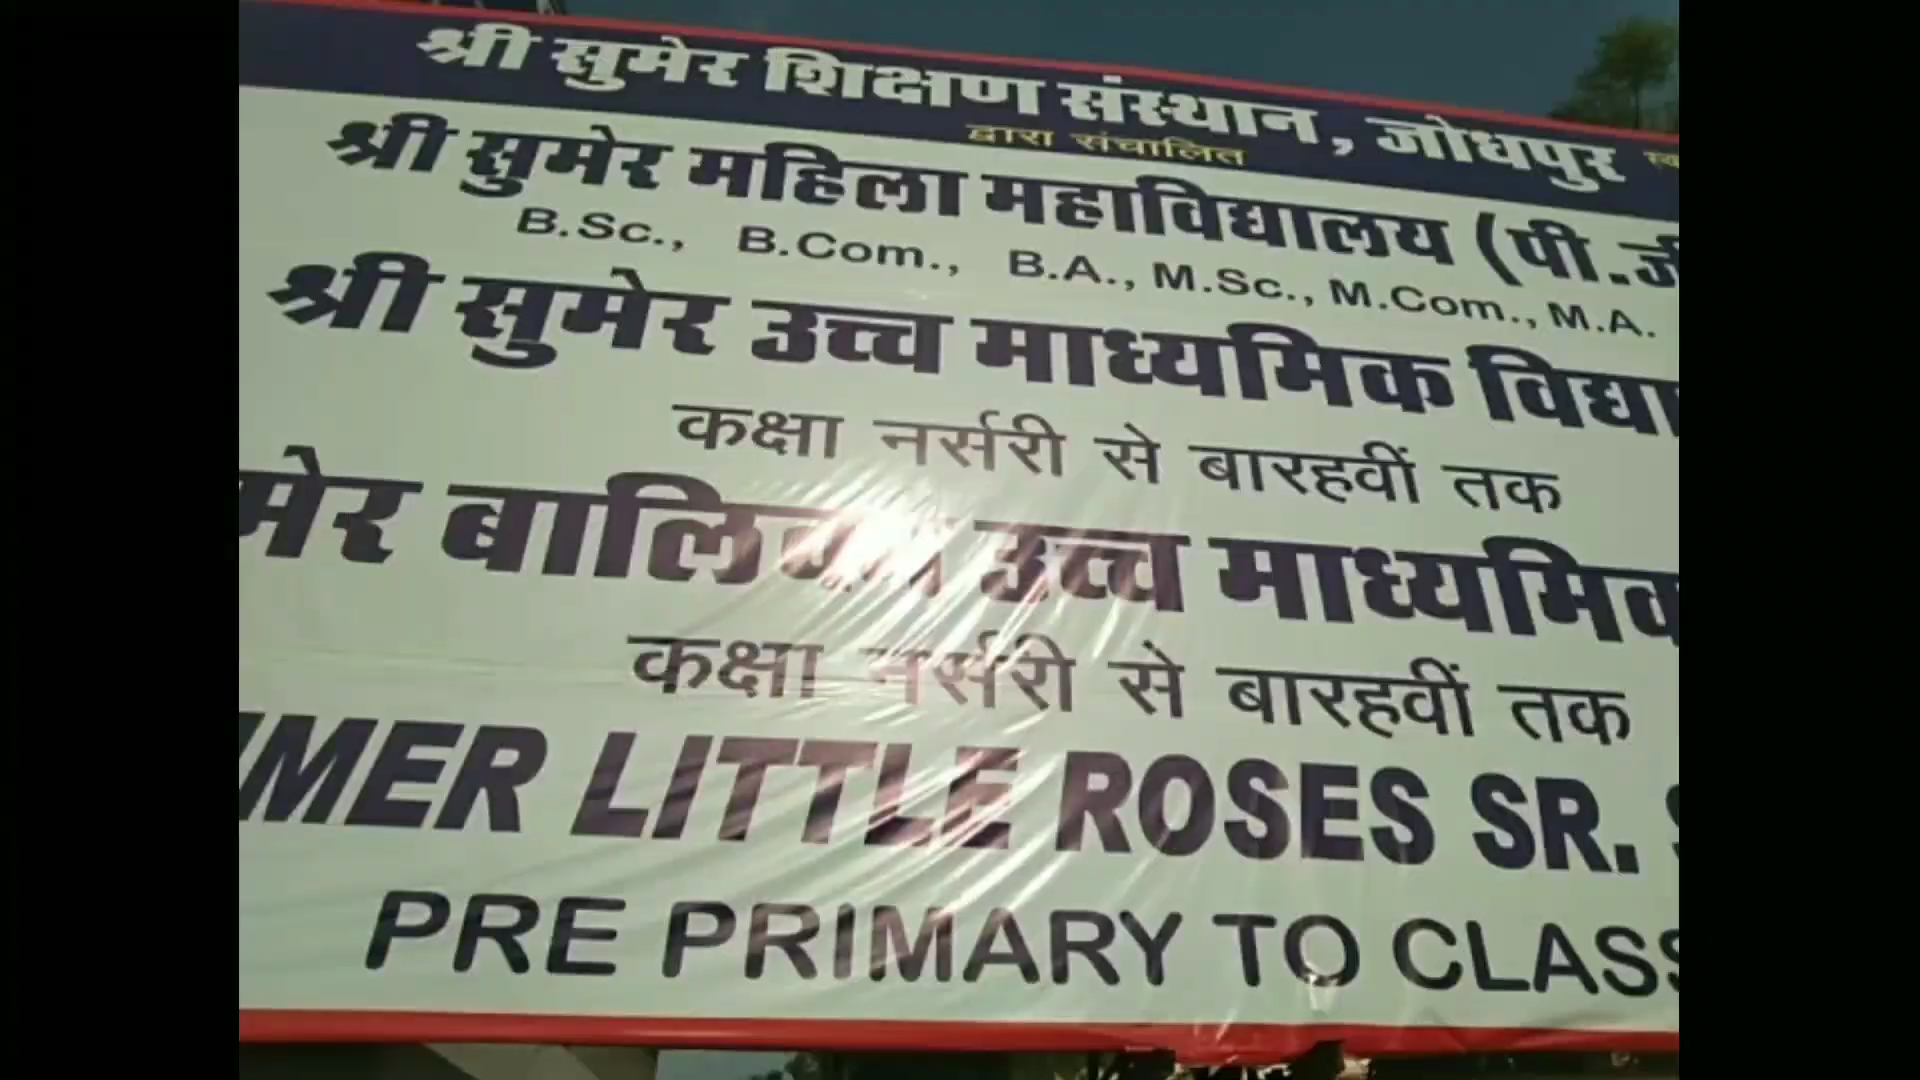 श्री सुमेर शिक्षण संस्थान, जोधपुर
द्वारा संचालित
श्री सुमेर महिला महाविद्यालय (पी.जी
B.Sc., B.Com., B.A., M.Sc., M.Com., M.A.
श्री सुमेर उच्च माध्यमिक विद्या
कक्षा नर्सरी से बारहवीं तक
मेर बालिका उच्च माध्यमिक
कक्षा नर्सरी से बारहवीं तक
MER LITTLE ROSES SR.
PRE PRIMARY TO CLASS